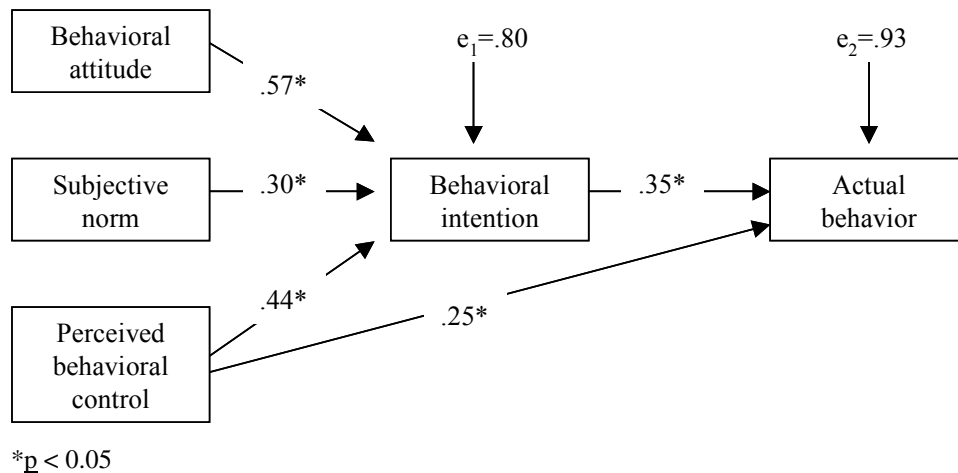 Behavioral
attitude
e1=.80
e2=.93
.57*
Subjective
norm
.30*
Behavioral
intention
.35*
Actual
behavior
.44*
.25*
Perceived
behavioral
control
*p < 0.05